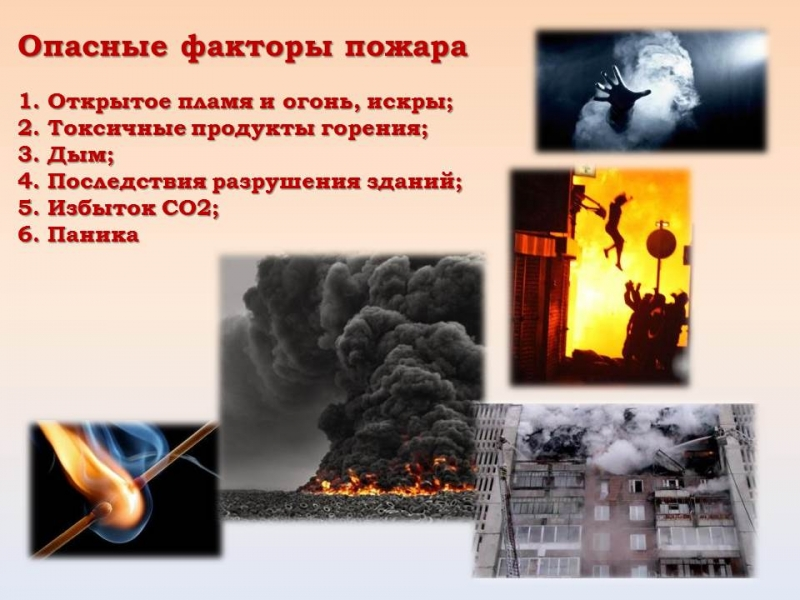 Опасные факторы пожара
1. Открытое пламя и огонь, искры;
2. Токсичные продукты горения;
3. Дым;
4. Последствия разрушения зданий;
5. Избыток СО2;
6. Паника